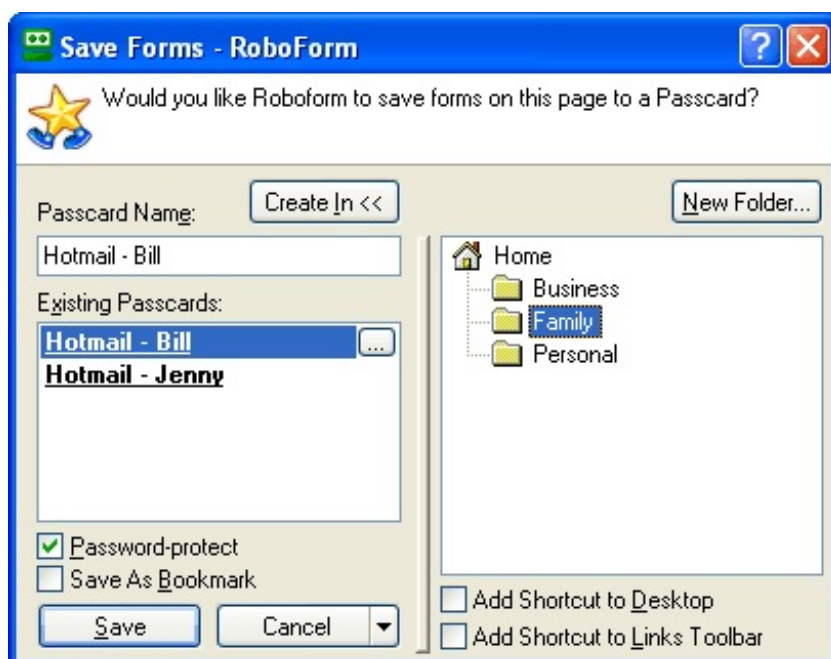 Save Forms - RoboForm
Would you like Roboform to save forms on this page to a Passcard?
Passcard Name:
Create In <<
Hotmail - Bill
Existing Passcards:
Hotmail - Bill
...
Hotmail - Jenny
Password-protect
Save As Bookmark
Save
Cancel
New Folder...
Home
Business
Family
Personal
Add Shortcut to Desktop
Add Shortcut to Links Toolbar